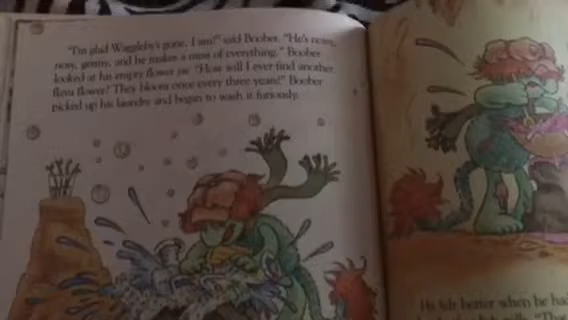 "I'm glad Waggleby's gone, I am!" said Boober. "He's noisy,
nosy, germy, and he makes a mess of everything." Boober
looked at his empty flower jar. "How will I ever find another
flava flower? They bloom once every three years!" Boober
picked up his laundry and began to wash it furiously.
He felt better when he had